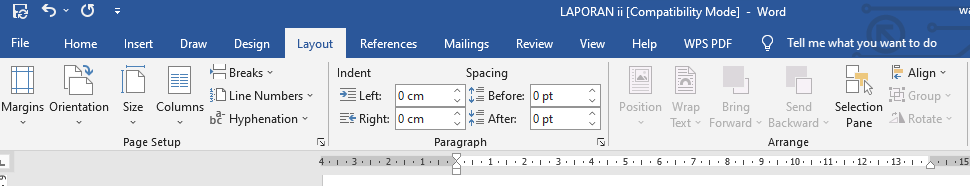 LAPORAN ii [Compatibility Mode] - Word
File Home Insert Draw Design Layout References Mailings Review View Help WPS PDF Tell me what you want to do
Margins Orientation Size Columns
Breaks
Line Numbers
Hyphenation
Page Setup
Indent Spacing
Left: 0 cm Before: 0 pt
Right: 0 cm After: 0 pt
Paragraph
Position Wrap Text Bring Forward Send Backward Selection Pane
Align
Group
Rotate
Arrange
4 3 2 1 1 2 3 4 5 6 7 8 9 10 11 12 13 15